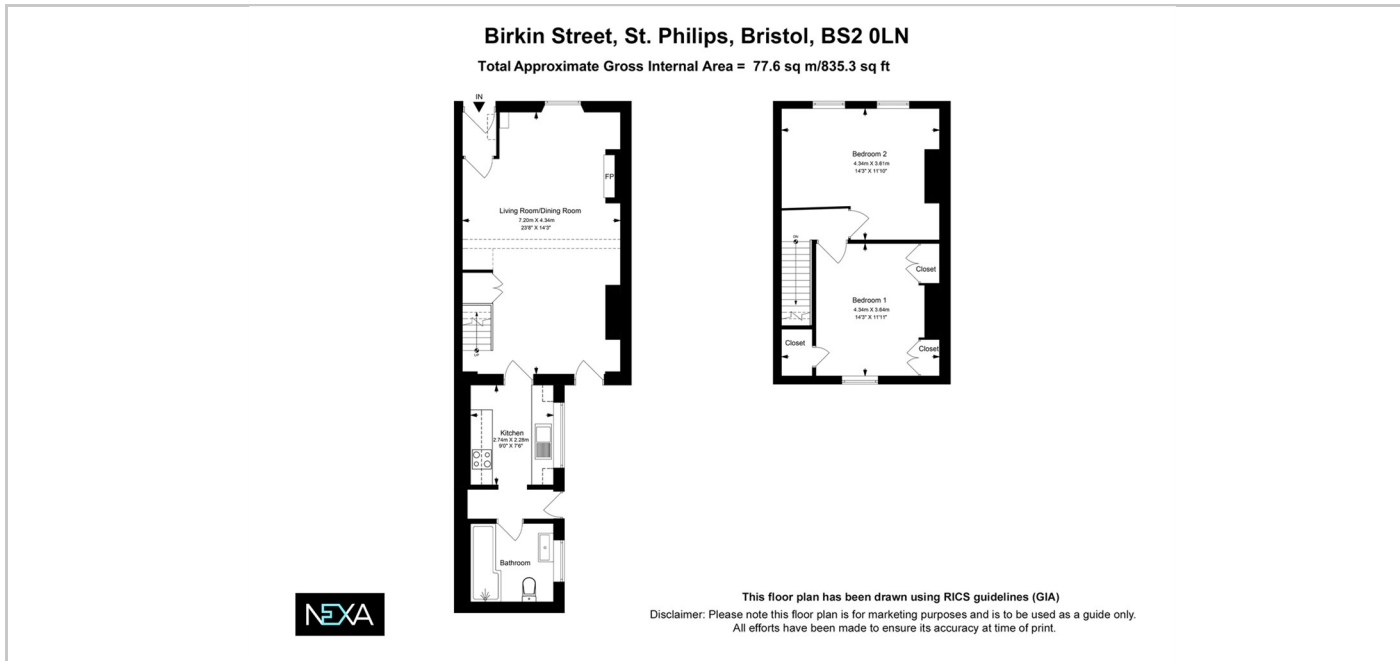 Birkin Street, St. Philips, Bristol, BS2 0LN
Total Approximate Gross Internal Area = 77.6 sq m/835.3 sq ft
IN
FP
Living Room/Dining Room
7.20m X 4.34m
23'8" X 14'3"
Kitchen
2.74m X 2.28m
9'0" X 7'6"
Bathroom
Bedroom 2
4.34m X 3.61m
14'3" X 11'10"
Closet
Bedroom 1
4.34m X 3.64m
14'3" X 11'11"
Closet
Closet
NEXA
This floor plan has been drawn using RICS guidelines (GIA)
Disclaimer: Please note this floor plan is for marketing purposes and is to be used as a guide only.
All efforts have been made to ensure its accuracy at time of print.